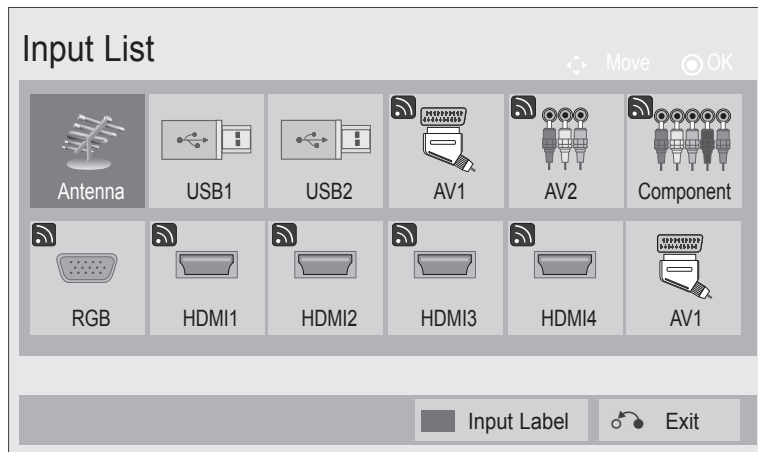 Input List
Move OK
Antenna USB1 USB2 AV1 AV2 Component
RGB HDMI1 HDMI2 HDMI3 HDMI4 AV1
Input Label Exit